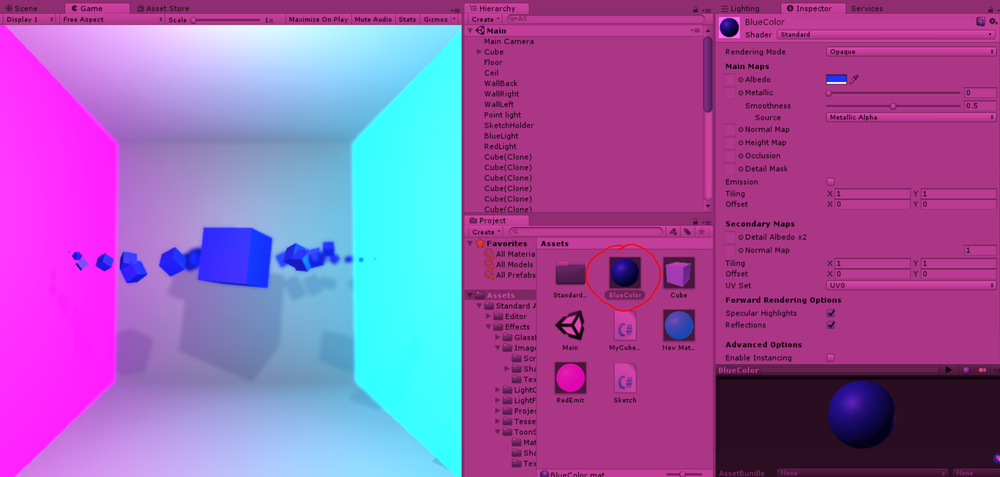 Scene
Game
Asset Store
Display 1
Free Aspect
Scale
1x
Maximize On Play
Mute Audio
Stats
Gizmos
Hierarchy
Create
All
Main
Main Camera
Cube
Floor
Ceil
WallBack
WallRight
WallLeft
Point light
SketchHolder
BlueLight
RedLight
Cube(Clone)
Cube(Clone)
Cube(Clone)
Cube(Clone)
Cube(Clone)
Cube(Clone)
Project
Create
Favorites
All Materia
All Models
All Prefabs
Assets
Standard A
Editor
Effects
Glass
Image
Scr
Sha
Tex
LightC
LightF
Projec
Tesse
ToonS
Mat
Sha
Tex
Assets
Standard...
BlueColor
Cube
Main
C#
MyCube...
New Mat...
RedEmit
C#
Sketch
BlueColor.mat
Lighting
Inspector
Services
BlueColor
Shader Standard
Rendering Mode Opaque
Main Maps
Albedo
Metallic 0
Smoothness 0.5
Source Metallic Alpha
Normal Map
Height Map
Occlusion
Detail Mask
Emission
Tiling X 1 Y 1
Offset X 0 Y 0
Secondary Maps
Detail Albedo x2
Normal Map 1
Tiling X 1 Y 1
Offset X 0 Y 0
UV Set UV0
Forward Rendering Options
Specular Highlights
Reflections
Advanced Options
Enable Instancing
BlueColor
AssetBundle None None